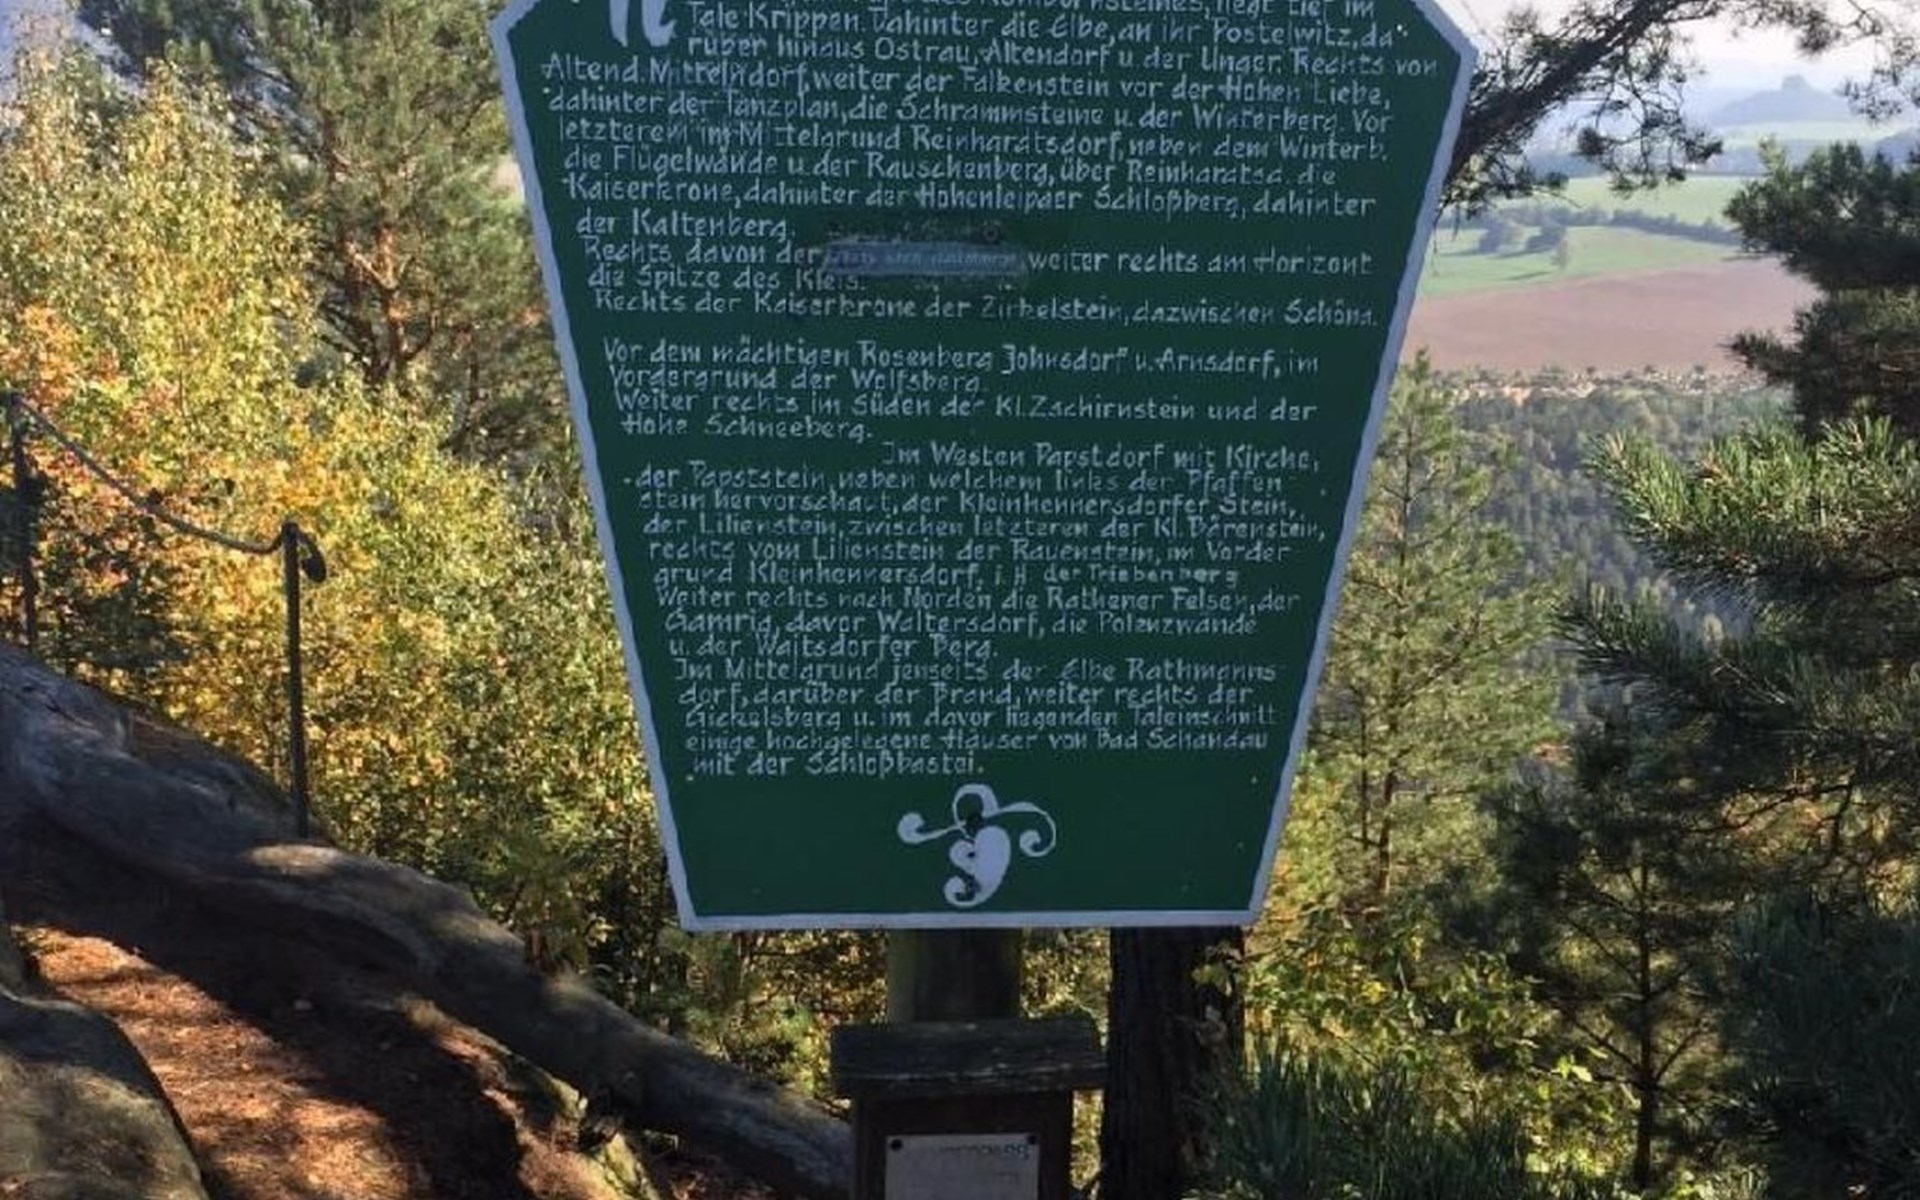 liegt tief im
Tale Krippen. Dahinter die Elbe, an ihr Postelwitz, da-
rüber hinaus Ostrau, Altendorf u. der Unger. Rechts von
Altend. Mittelndorf, weiter der Falkenstein vor der Hohen Liebe,
dahinter der Tanzplan, die Schrammsteine u. der Winterberg. Vor
letzterem im Mittelgrund Reinhardtsdorf, neben dem Winterb.
die Flügelwände u. der Rauschenberg, über Reinhardtsd. die
Kaiserkrone, dahinter der Hohenleipaer Schloßberg, dahinter
der Kaltenberg.
Rechts davon der weiter rechts am Horizont
die Spitze des Kleis.
Rechts der Kaiserkrone der Zirkelstein, dazwischen Schöna.
Vor dem mächtigen Rosenberg "Johnsdorf" u. Arnsdorf, im
Vordergrund der Wolfsberg.
Weiter rechts im Süden der Kl. Zschirnstein und der
Hohe Schneeberg.
Im Westen Papstdorf mit Kirche,
der Papststein, neben welchem links der Pfaffen-
stein hervorschaut, der Kleinhennersdorfer Stein,
der Lilienstein, zwischen letzteren der Kl. Bärenstein,
rechts vom Lilienstein der Rauenstein, im Vorder-
grund Kleinhennersdorf, i. H. der Triebenberg
Weiter rechts nach Norden die Rathener Felsen, der
Gamrig, davor Waltersdorf, die Polenzwände
u. der Waitsdorfer Berg.
Im Mittelgrund jenseits der Elbe Rathmanns-
dorf, darüber der Brand, weiter rechts der
Gickelsberg u. im davor liegenden Taleinschnitt
einige hochgelegene Häuser von Bad Schandau
mit der Schloßbastei.